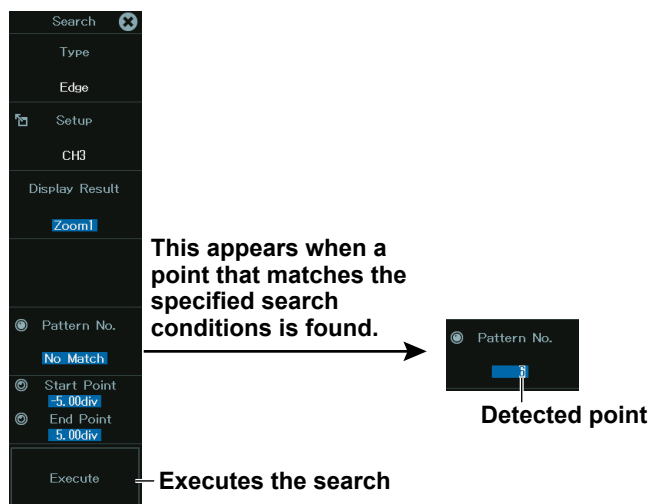 Search
Type
Edge
Setup
CH3
Display Result
Zoom1
Pattern No.
No Match
Start Point
-5.00div
End Point
5.00div
Execute
This appears when a
point that matches the
specified search
conditions is found.
Pattern No.
6
Detected point
Executes the search